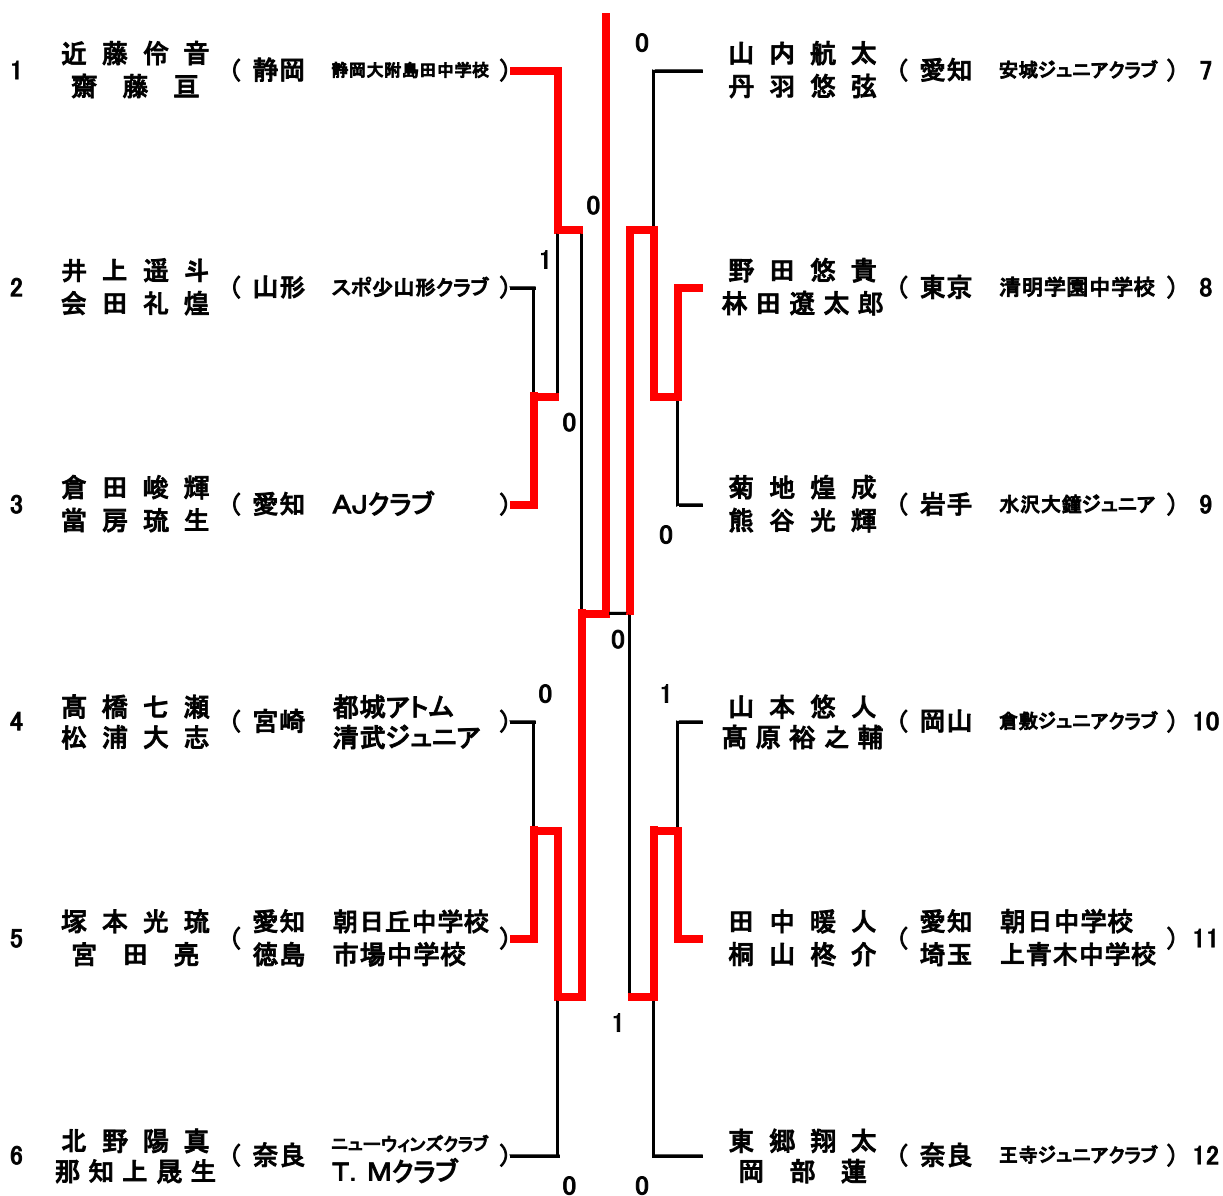 近藤伶音
1 (静岡 静岡大附島田中学校)
齋藤亘
井上遥斗
2 (山形 スポ少山形クラブ)
会田礼煌
倉田峻輝
3 (愛知 AJクラブ)
當房琉生
髙橋七瀬 都城アトム
4 (宮崎 )
松浦大志 清武ジュニア
塚本光琉 愛知 朝日丘中学校
5 ( )
宮田亮 徳島 市場中学校
北野陽真 ニューウィンズクラブ
6 (奈良 )
那知上晟生 T.Mクラブ
0
1
0
0
0
0
0
0
1
1
0
山内航太
(愛知 安城ジュニアクラブ) 7
丹羽悠弦
野田悠貴
(東京 清明学園中学校) 8
林田遼太郎
菊地煌成
(岩手 水沢大鐘ジュニア) 9
熊谷光輝
山本悠人
(岡山 倉敷ジュニアクラブ) 10
髙原裕之輔
田中暖人 愛知 朝日中学校
( ) 11
桐山柊介 埼玉 上青木中学校
東郷翔太
(奈良 王寺ジュニアクラブ) 12
岡部蓮